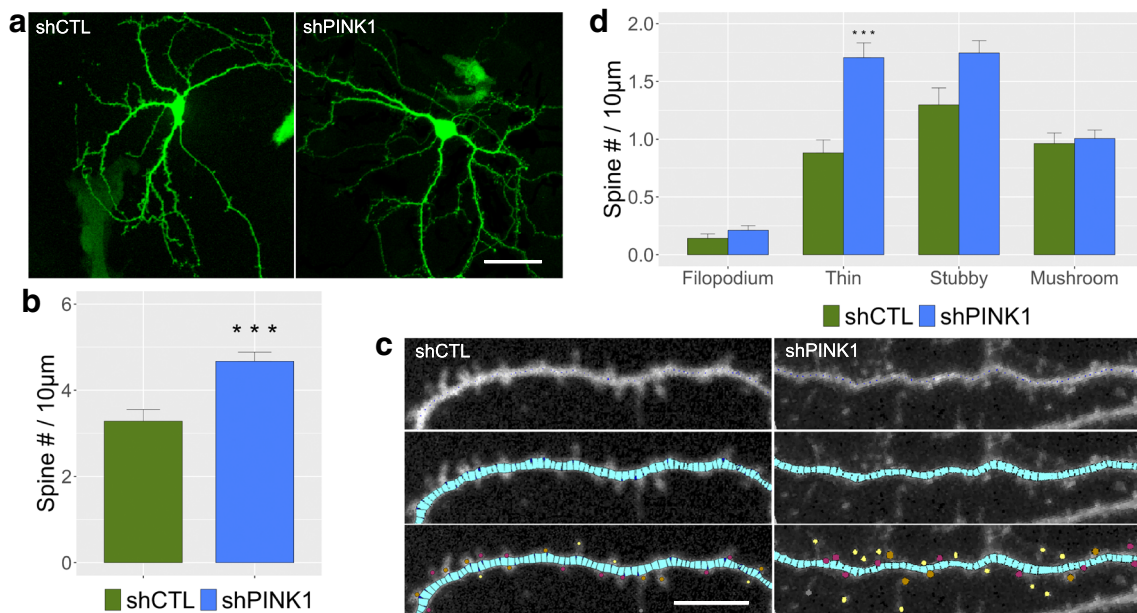 a
shCTL
shPINK1
b
Spine # / 10µm
6
4
2
0
* * *
shCTL
shPINK1
d
Spine # / 10µm
2.0
1.5
1.0
0.5
0.0
* * *
Filopodium
Thin
Stubby
Mushroom
shCTL
shPINK1
c
shCTL
shPINK1